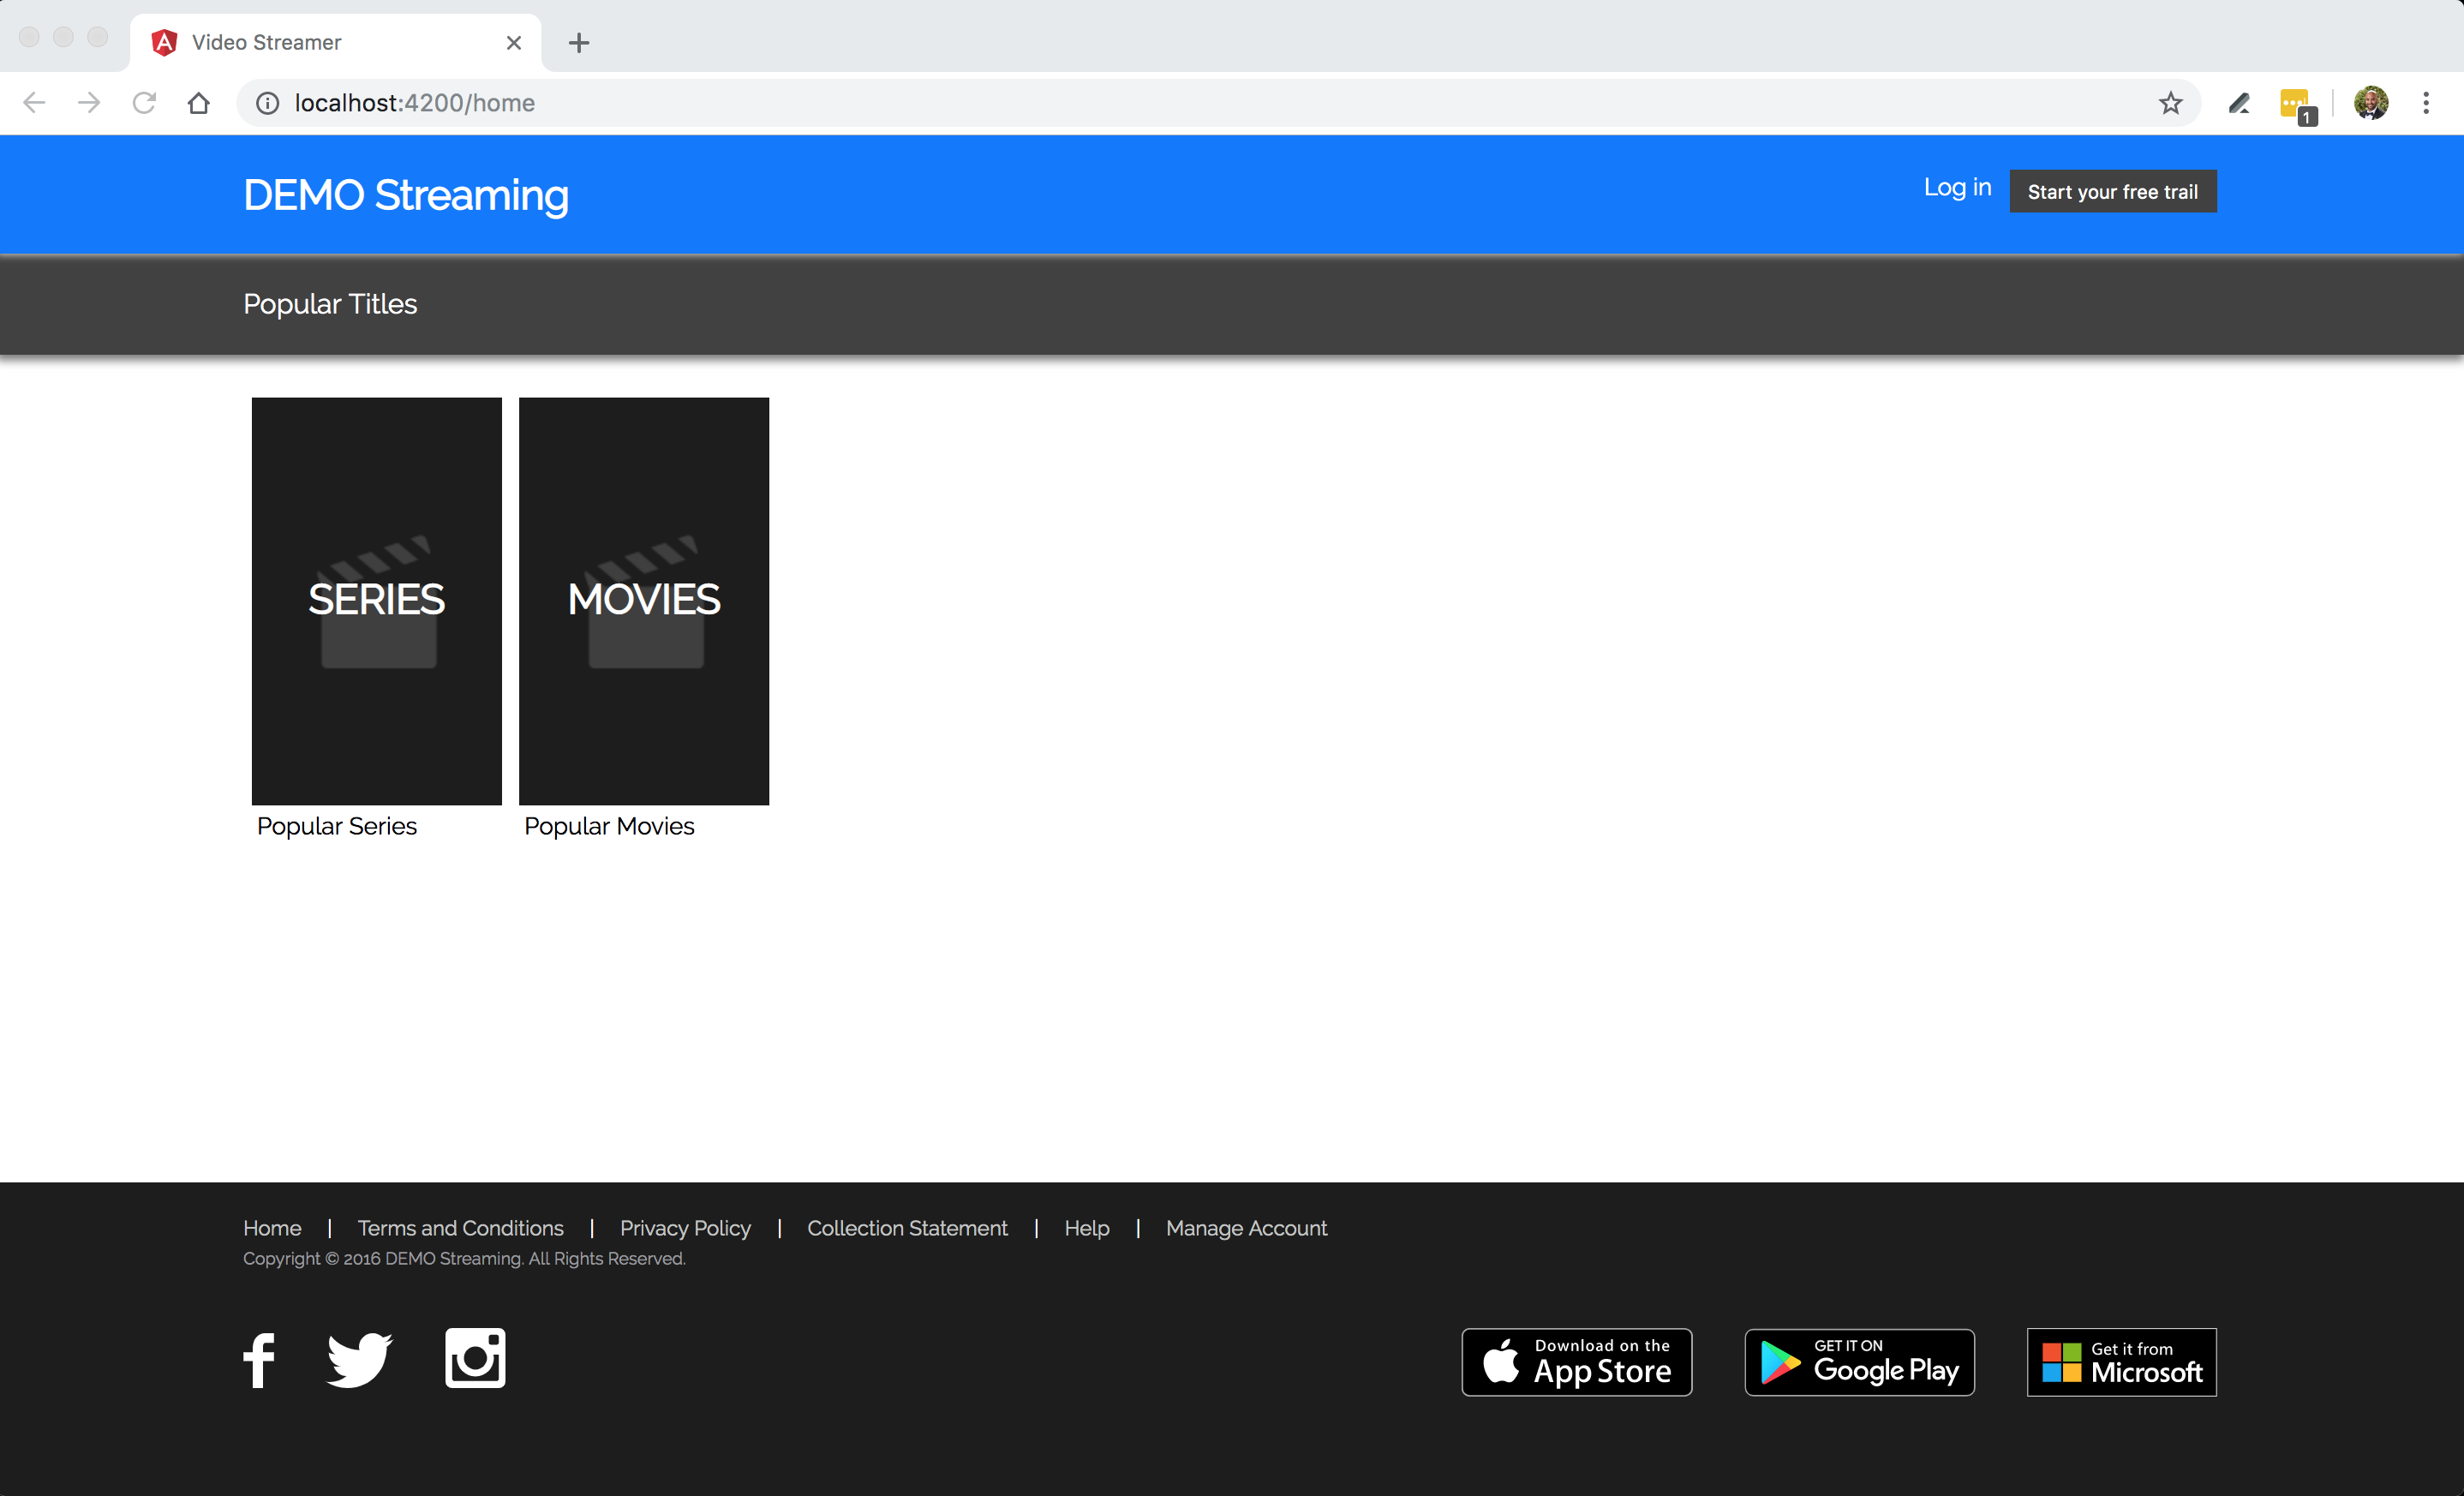 Video Streamer
localhost:4200/home
1
DEMO Streaming
Log in
Start your free trail
Popular Titles
SERIES
MOVIES
Popular Series
Popular Movies
Home | Terms and Conditions | Privacy Policy | Collection Statement | Help | Manage Account
Copyright © 2016 DEMO Streaming. All Rights Reserved.
Download on the
App Store
GET IT ON
Google Play
Get it from
Microsoft